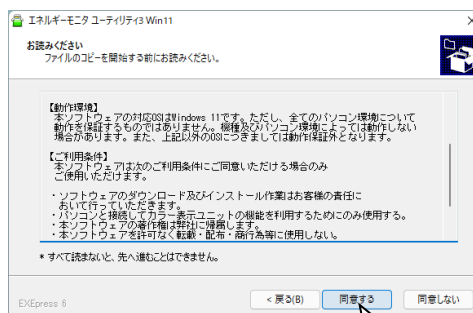 エネルギーモニタ ユーティリティ3 Win11
お読みください
ファイルのコピーを開始する前にお読みください。
【動作環境】
本ソフトウェアの対応OSはWindows 11です。ただし、全てのパソコン環境について
動作を保証するものではありません。機種及びパソコン環境によっては動作しない
場合があります。また、上記以外のOSにつきましては動作保証外となります。
【ご利用条件】
本ソフトウェアは次のご利用条件にご同意いただける場合のみ
ご使用いただけます。
・ソフトウェアのダウンロード及びインストール作業はお客様の責任に
おいて行っていただきます。
・パソコンと接続してカラー表示ユニットの機能を利用するためにのみ使用する。
・本ソフトウェアの著作権は弊社に帰属します。
・本ソフトウェアを許可なく転載・配布・商行為等に使用しない。
* すべて読まないと、先へ進むことはできません。
EXEpress 6
< 戻る(B)
同意する
同意しない